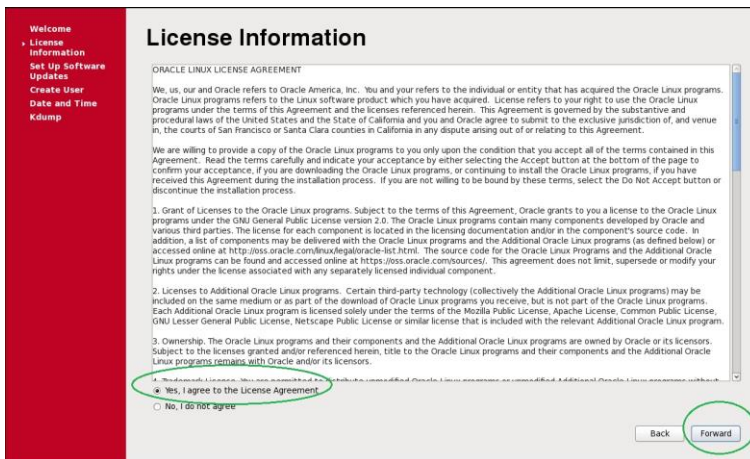 Welcome
License
Information
Set Up Software
Updates
Create User
Date and Time
Kdump
License Information
ORACLE LINUX LICENSE AGREEMENT
We, us, our and Oracle refers to Oracle America, Inc. You and your refers to the individual or entity that has acquired the Oracle Linux programs.
Oracle Linux programs refers to the Linux software product which you have acquired. License refers to your right to use the Oracle Linux
programs under the terms of this Agreement and the licenses referenced herein. This Agreement is governed by the substantive and
procedural laws of the United States and the State of California and you and Oracle agree to submit to the exclusive jurisdiction of, and venue
in, the courts of San Francisco or Santa Clara counties in California in any dispute arising out of or relating to this Agreement.
We are willing to provide a copy of the Oracle Linux programs to you only upon the condition that you accept all of the terms contained in this
Agreement. Read the terms carefully and indicate your acceptance by either selecting the Accept button at the bottom of the page to
confirm your acceptance, if you are downloading the Oracle Linux programs, or continuing to install the Oracle Linux programs, if you have
received this Agreement during the installation process. If you are not willing to be bound by these terms, select the Do Not Accept button or
discontinue the installation process.
1. Grant of Licenses to the Oracle Linux programs. Subject to the terms of this Agreement, Oracle grants to you a license to the Oracle Linux
programs under the GNU General Public License version 2.0. The Oracle Linux programs contain many components developed by Oracle and
various third parties. The license for each component is located in the licensing documentation and/or in the component's source code. In
addition, a list of components may be delivered with the Oracle Linux programs and the Additional Oracle Linux programs (as defined below) or
accessed online at http://oss.oracle.com/linux/legal/oracle-list.html. The source code for the Oracle Linux Programs and the Additional Oracle
Linux programs can be found and accessed online at https://oss.oracle.com/sources/. This agreement does not limit, supersede or modify your
rights under the license associated with any separately licensed individual component.
2. Licenses to Additional Oracle Linux programs. Certain third-party technology (collectively the Additional Oracle Linux programs) may be
included on the same medium or as part of the download of Oracle Linux programs you receive, but is not part of the Oracle Linux programs.
Each Additional Oracle Linux program is licensed solely under the terms of the Mozilla Public License, Apache License, Common Public License,
GNU Lesser General Public License, Netscape Public License or similar license that is included with the relevant Additional Oracle Linux program.
3. Ownership. The Oracle Linux programs and their components and the Additional Oracle Linux programs are owned by Oracle or its licensors.
Subject to the licenses granted and/or referenced herein, title to the Oracle Linux programs and their components and the Additional Oracle
Linux programs remains with Oracle and/or its licensors.
4. Trademark License. You are permitted to distribute unmodified Oracle Linux programs or unmodified Additional Oracle Linux programs without
Yes, I agree to the License Agreement
No, I do not agree
Back
Forward